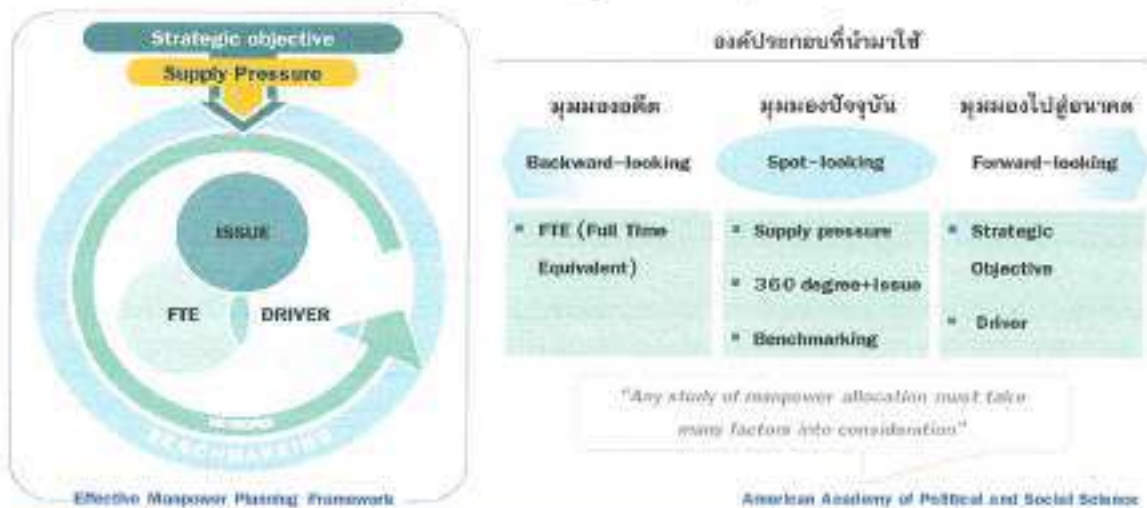 Strategic objective
Supply Pressure
ISSUE
FTE
DRIVER
BENCHMARKING
Effective Manpower Planning Framework
องค์ประกอบที่นำมาใช้
มุมมองอดีต
มุมมองปัจจุบัน
มุมมองไปสู่อนาคต
Backward-looking
Spot-looking
Forward-looking
▪ FTE (Full Time
Equivalent)
▪ Supply pressure
▪ 360 degree+issue
▪ Benchmarking
▪ Strategic
Objective
▪ Driver
"Any study of manpower allocation must take
many factors into consideration"
American Academy of Political and Social Science